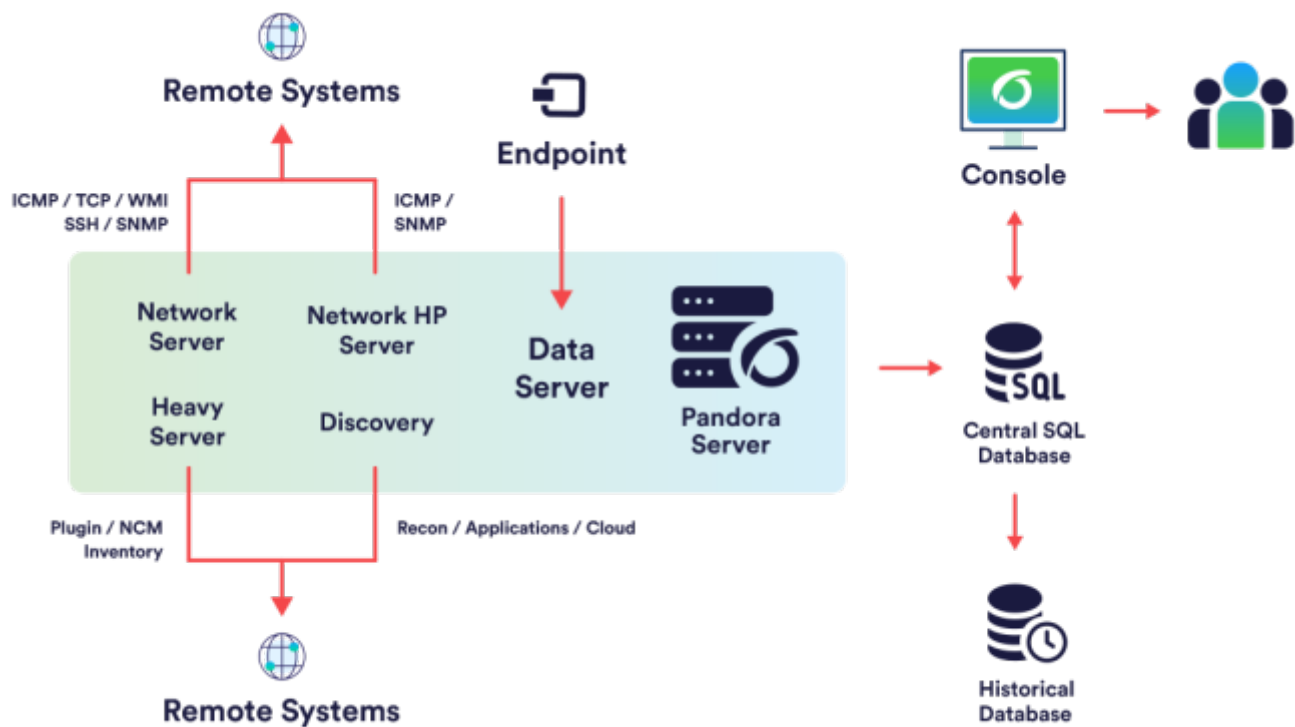 Remote Systems
Endpoint
Console
ICMP / TCP / WMI
SSH / SNMP
ICMP /
SNMP
Network
Server
Network HP
Server
Data
Server
Heavy
Server
Discovery
Pandora
Server
SQL
Central SQL
Database
Plugin / NCM
Inventory
Recon / Applications / Cloud
Remote Systems
Historical
Database